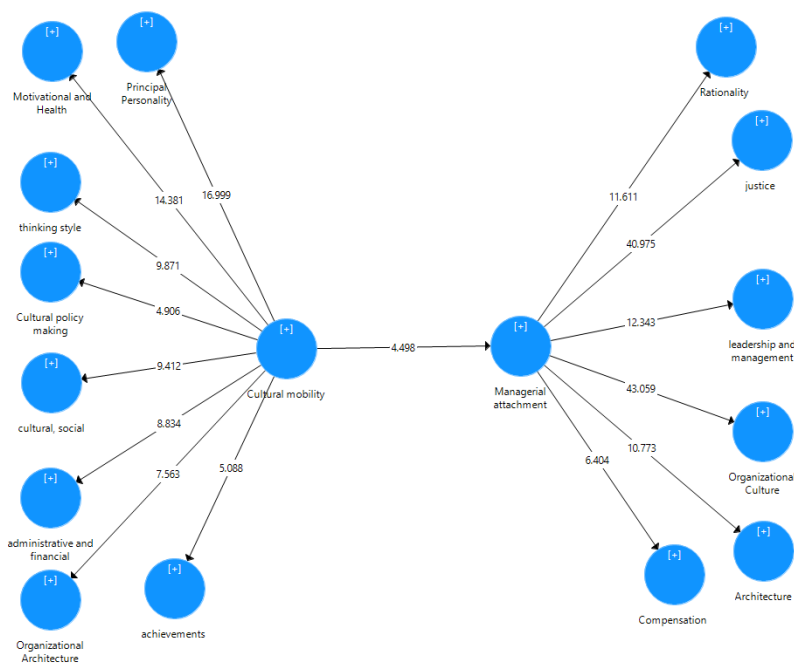 [+]
Motivational and
Health
[+]
Principal
Personality
[+]
Rationality
[+]
justice
14.381
16.999
11.611
40.975
[+]
thinking style
9.871
[+]
Cultural policy
making
4.906
[+]
leadership and
management
12.343
[+]
Cultural mobility
4.498
[+]
Managerial
attachment
[+]
cultural, social
9.412
43.059
[+]
Organizational
Culture
8.834
10.773
6.404
7.563
5.088
[+]
administrative and
financial
[+]
Organizational
Architecture
[+]
achievements
[+]
Compensation
[+]
Architecture